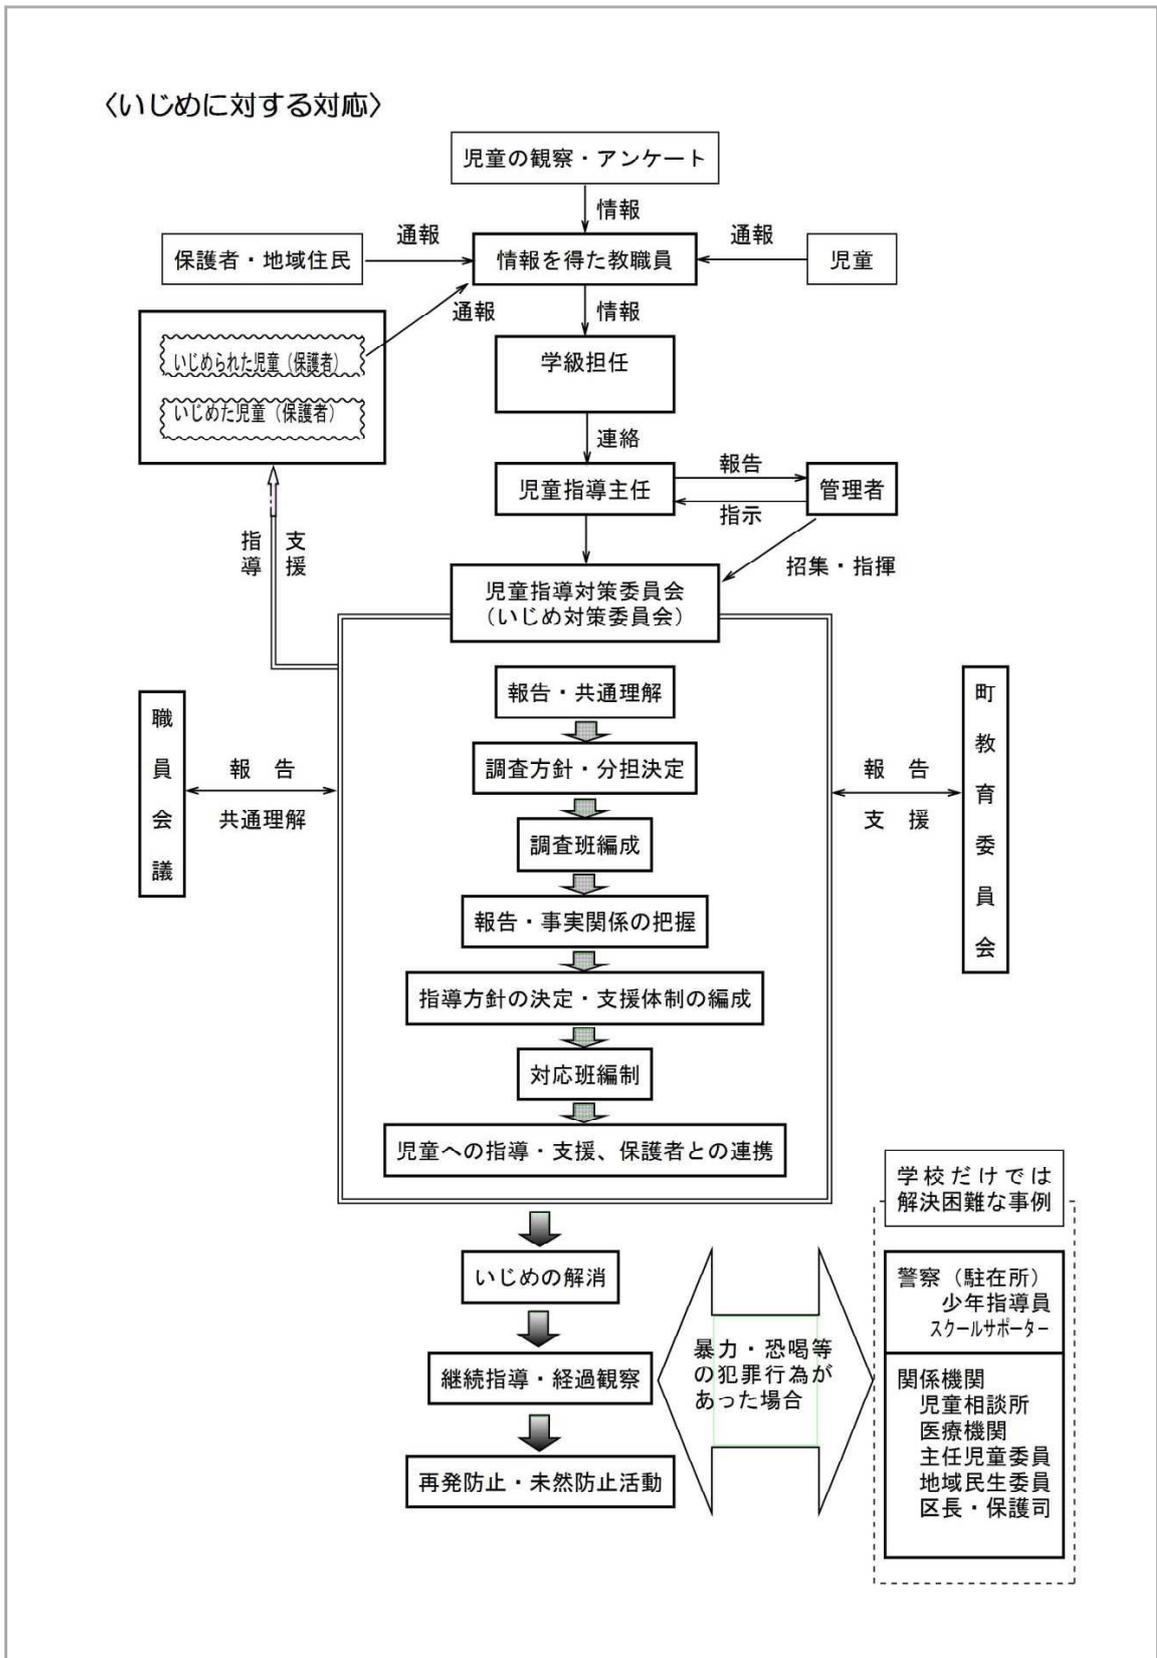 〈いじめに対する対応〉
児童の観察・アンケート
情報
通報
通報
保護者・地域住民
情報を得た教職員
児童
通報
情報
いじめられた児童（保護者）
いじめた児童（保護者）
学級担任
連絡
児童指導主任
報告
指示
管理者
招集・指揮
指導
支援
児童指導対策委員会
（いじめ対策委員会）
報告・共通理解
調査方針・分担決定
調査班編成
報告・事実関係の把握
指導方針の決定・支援体制の編成
対応班編制
児童への指導・支援、保護者との連携
職員会議
報　告
共通理解
報　告
支　援
町教育委員会
いじめの解消
継続指導・経過観察
再発防止・未然防止活動
暴力・恐喝等
の犯罪行為が
あった場合
学校だけでは
解決困難な事例
警察（駐在所）
少年指導員
スクールサポーター
関係機関
児童相談所
医療機関
主任児童委員
地域民生委員
区長・保護司